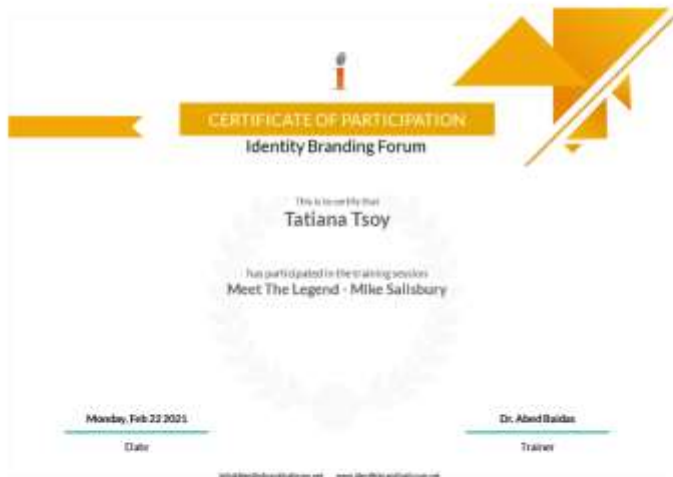 CERTIFICATE OF PARTICIPATION
Identity Branding Forum
This is to certify that
Tatiana Tsoy
has participated in the training session
Meet The Legend - Mike Salisbury
Monday, Feb 22 2021
Dr. Abed Baidas
Date
Trainer